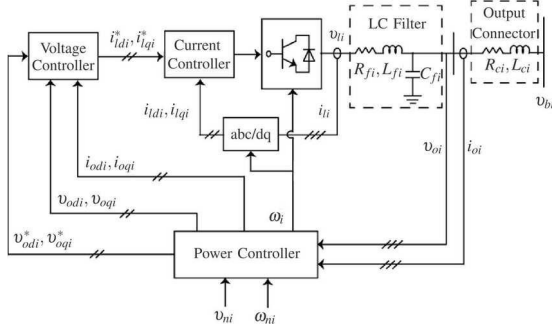 Voltage
Controller
i*ldi, i*lqi
Current
Controller
υli
LC Filter
Rfi, Lfi
Cfi
Output
Connector
Rci, Lci
υb
ildi, ilqi
abc/dq
ili
υoi
ioi
iodi, ioqi
υodi, υoqi
ωi
υ*odi, υ*oqi
Power Controller
υni
ωni